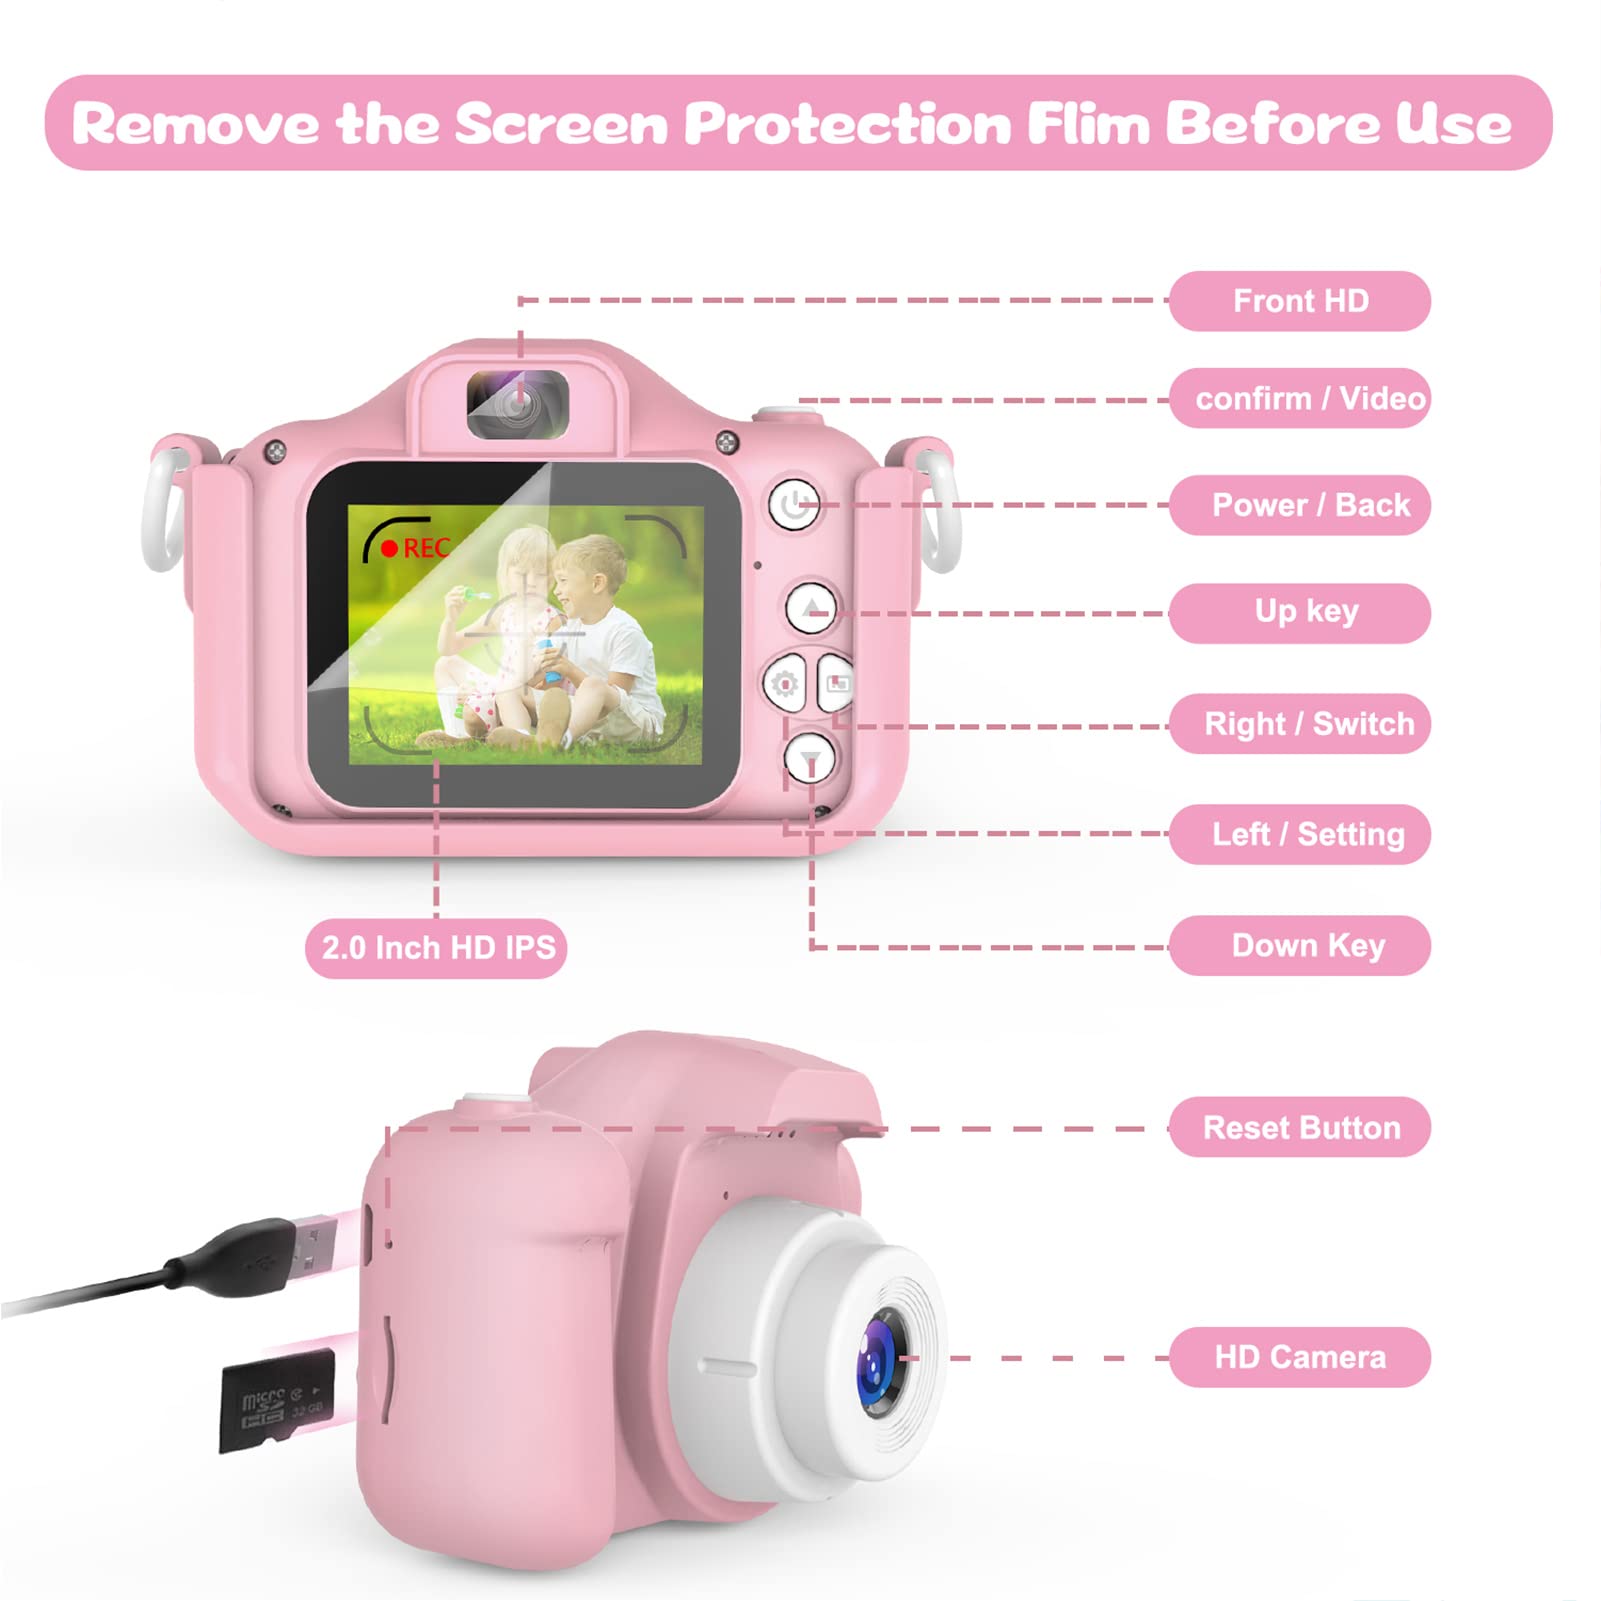 Remove the Screen Protection Flim Before Use
Front HD
confirm / Video
Power / Back
REC
Up key
Right / Switch
Left / Setting
Down Key
2.0 Inch HD IPS
Reset Button
HD Camera
micro
SD
HC
32 GB